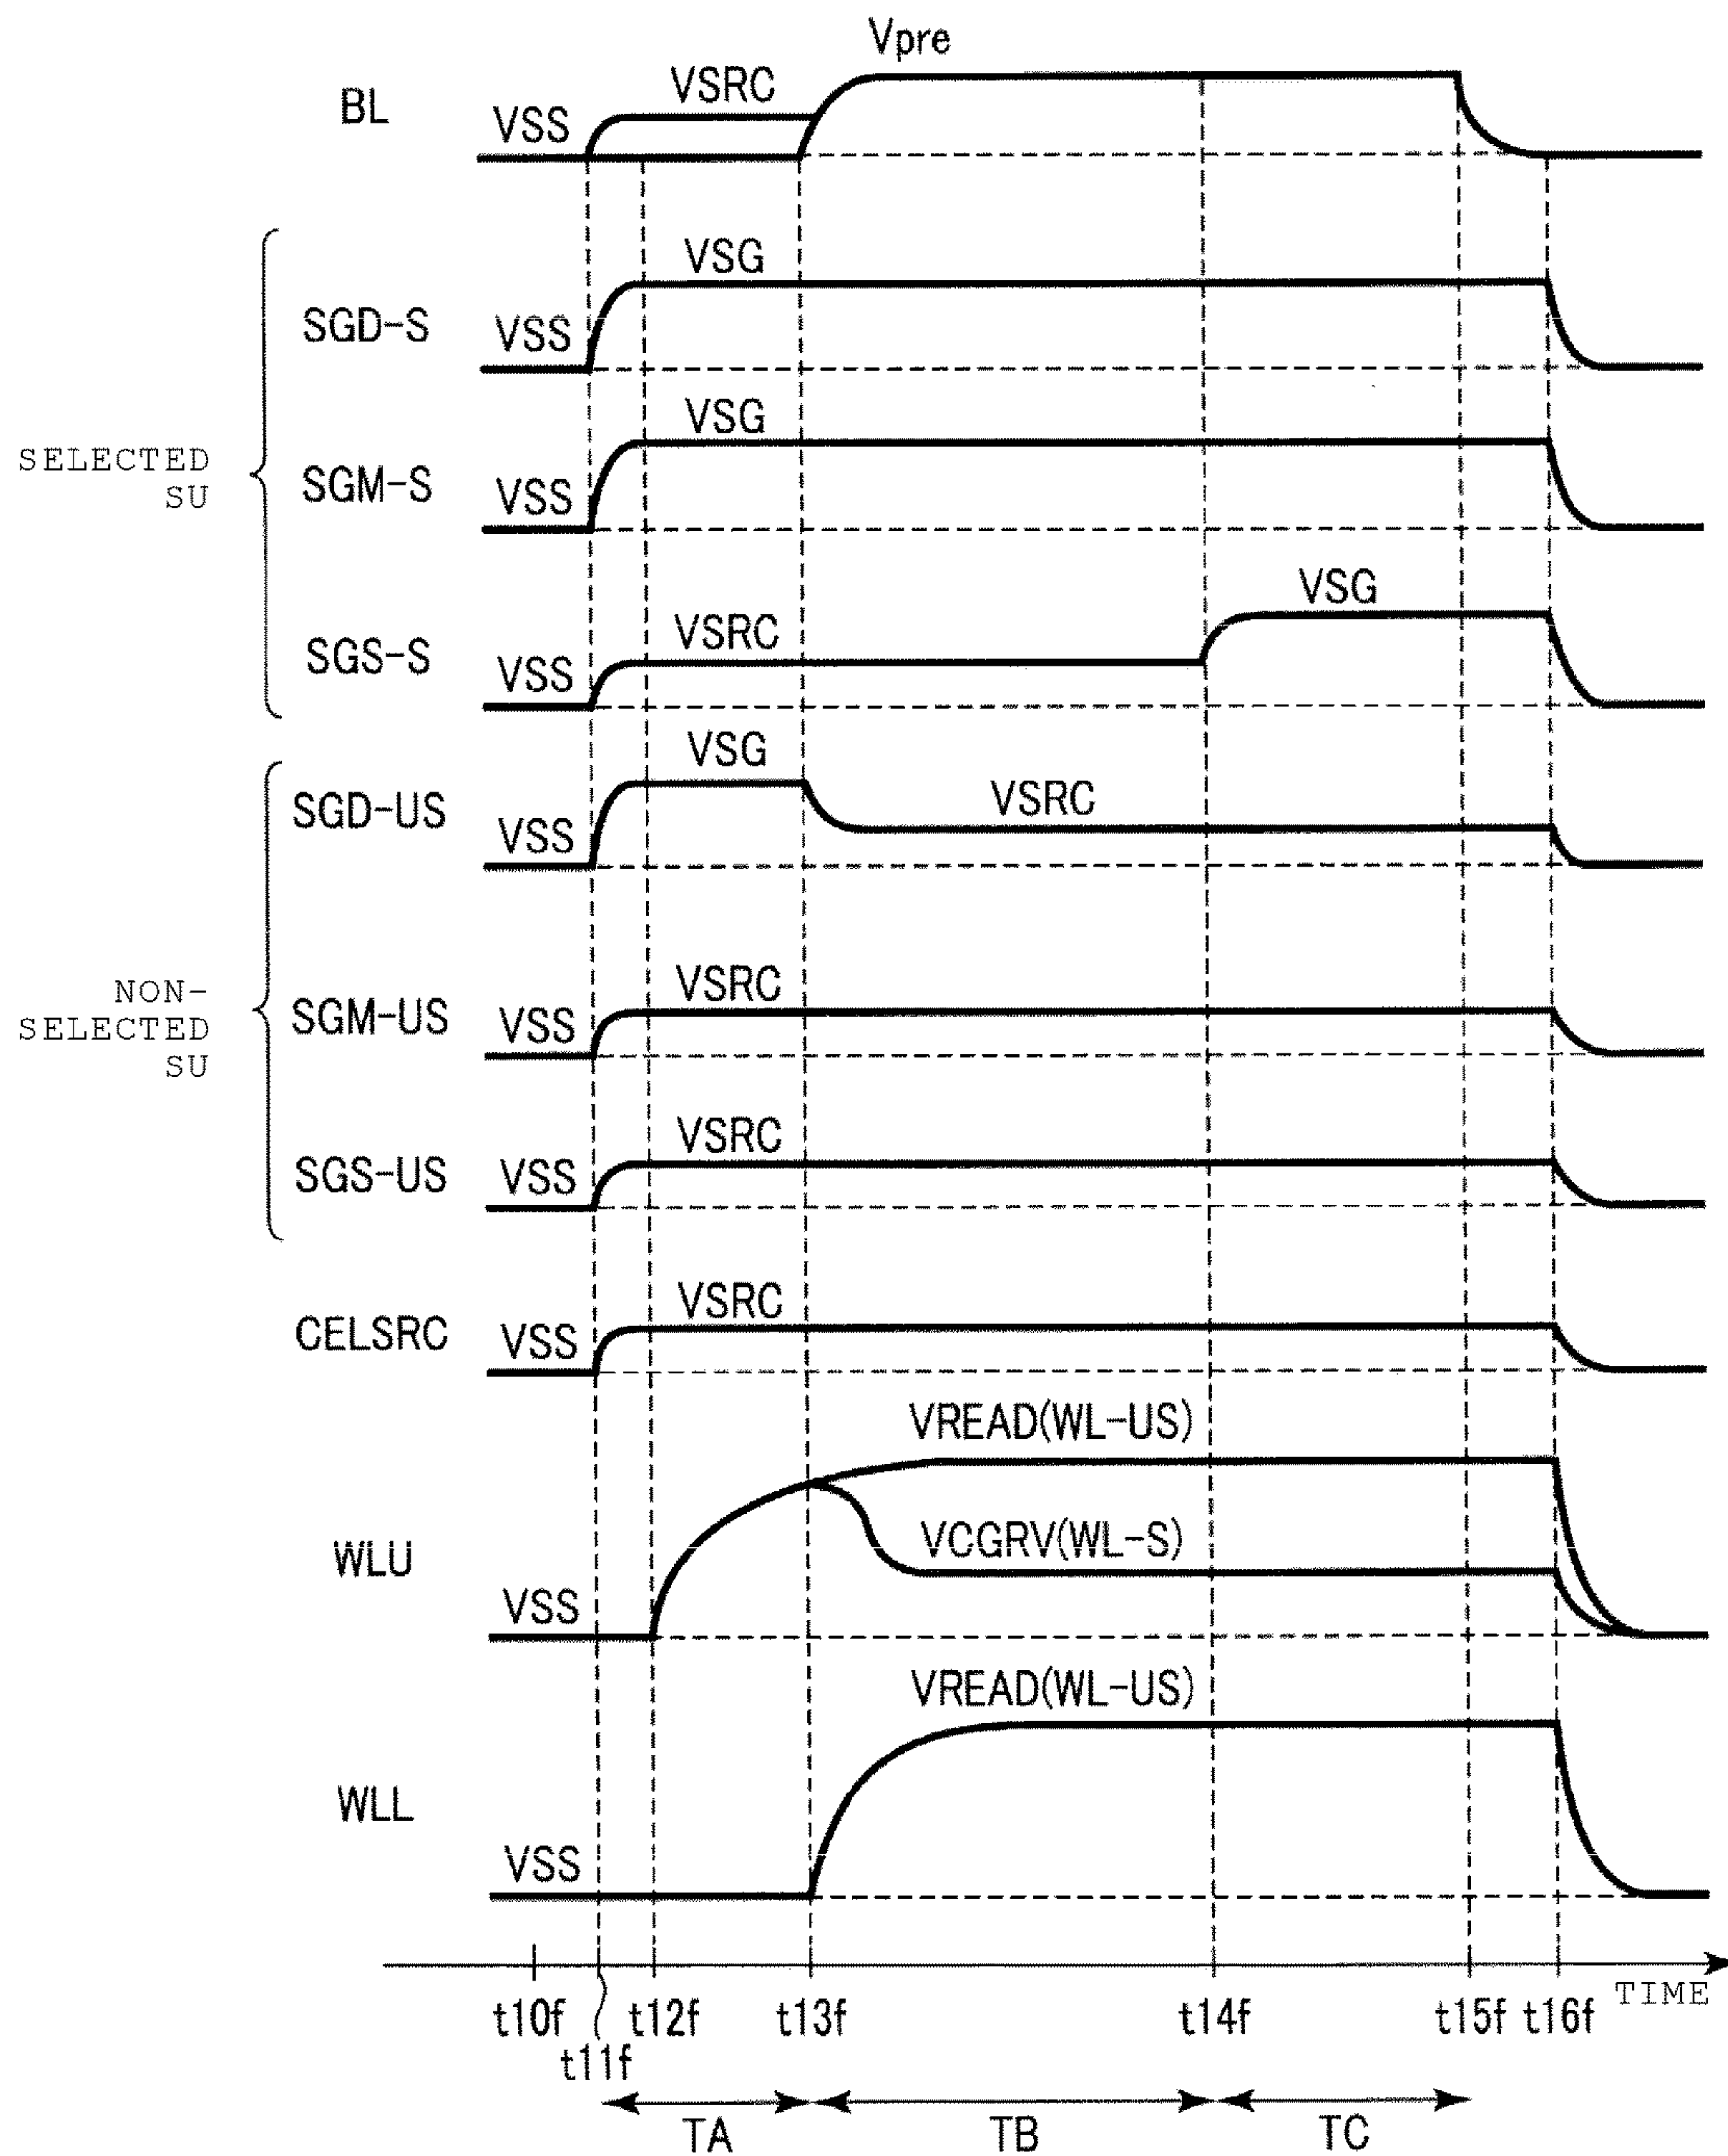 Vpre
BL
VSS
VSRC
SELECTED
SU
SGD-S
VSS
VSG
SGM-S
VSS
VSG
SGS-S
VSS
VSRC
VSG
NON-
SELECTED
SU
SGD-US
VSS
VSG
VSRC
SGM-US
VSS
VSRC
SGS-US
VSS
VSRC
CELSRC
VSS
VSRC
WLU
VSS
VREAD(WL-US)
VCGRV(WL-S)
WLL
VSS
VREAD(WL-US)
TIME
t10f
t11f
t12f
t13f
t14f
t15f
t16f
TA
TB
TC